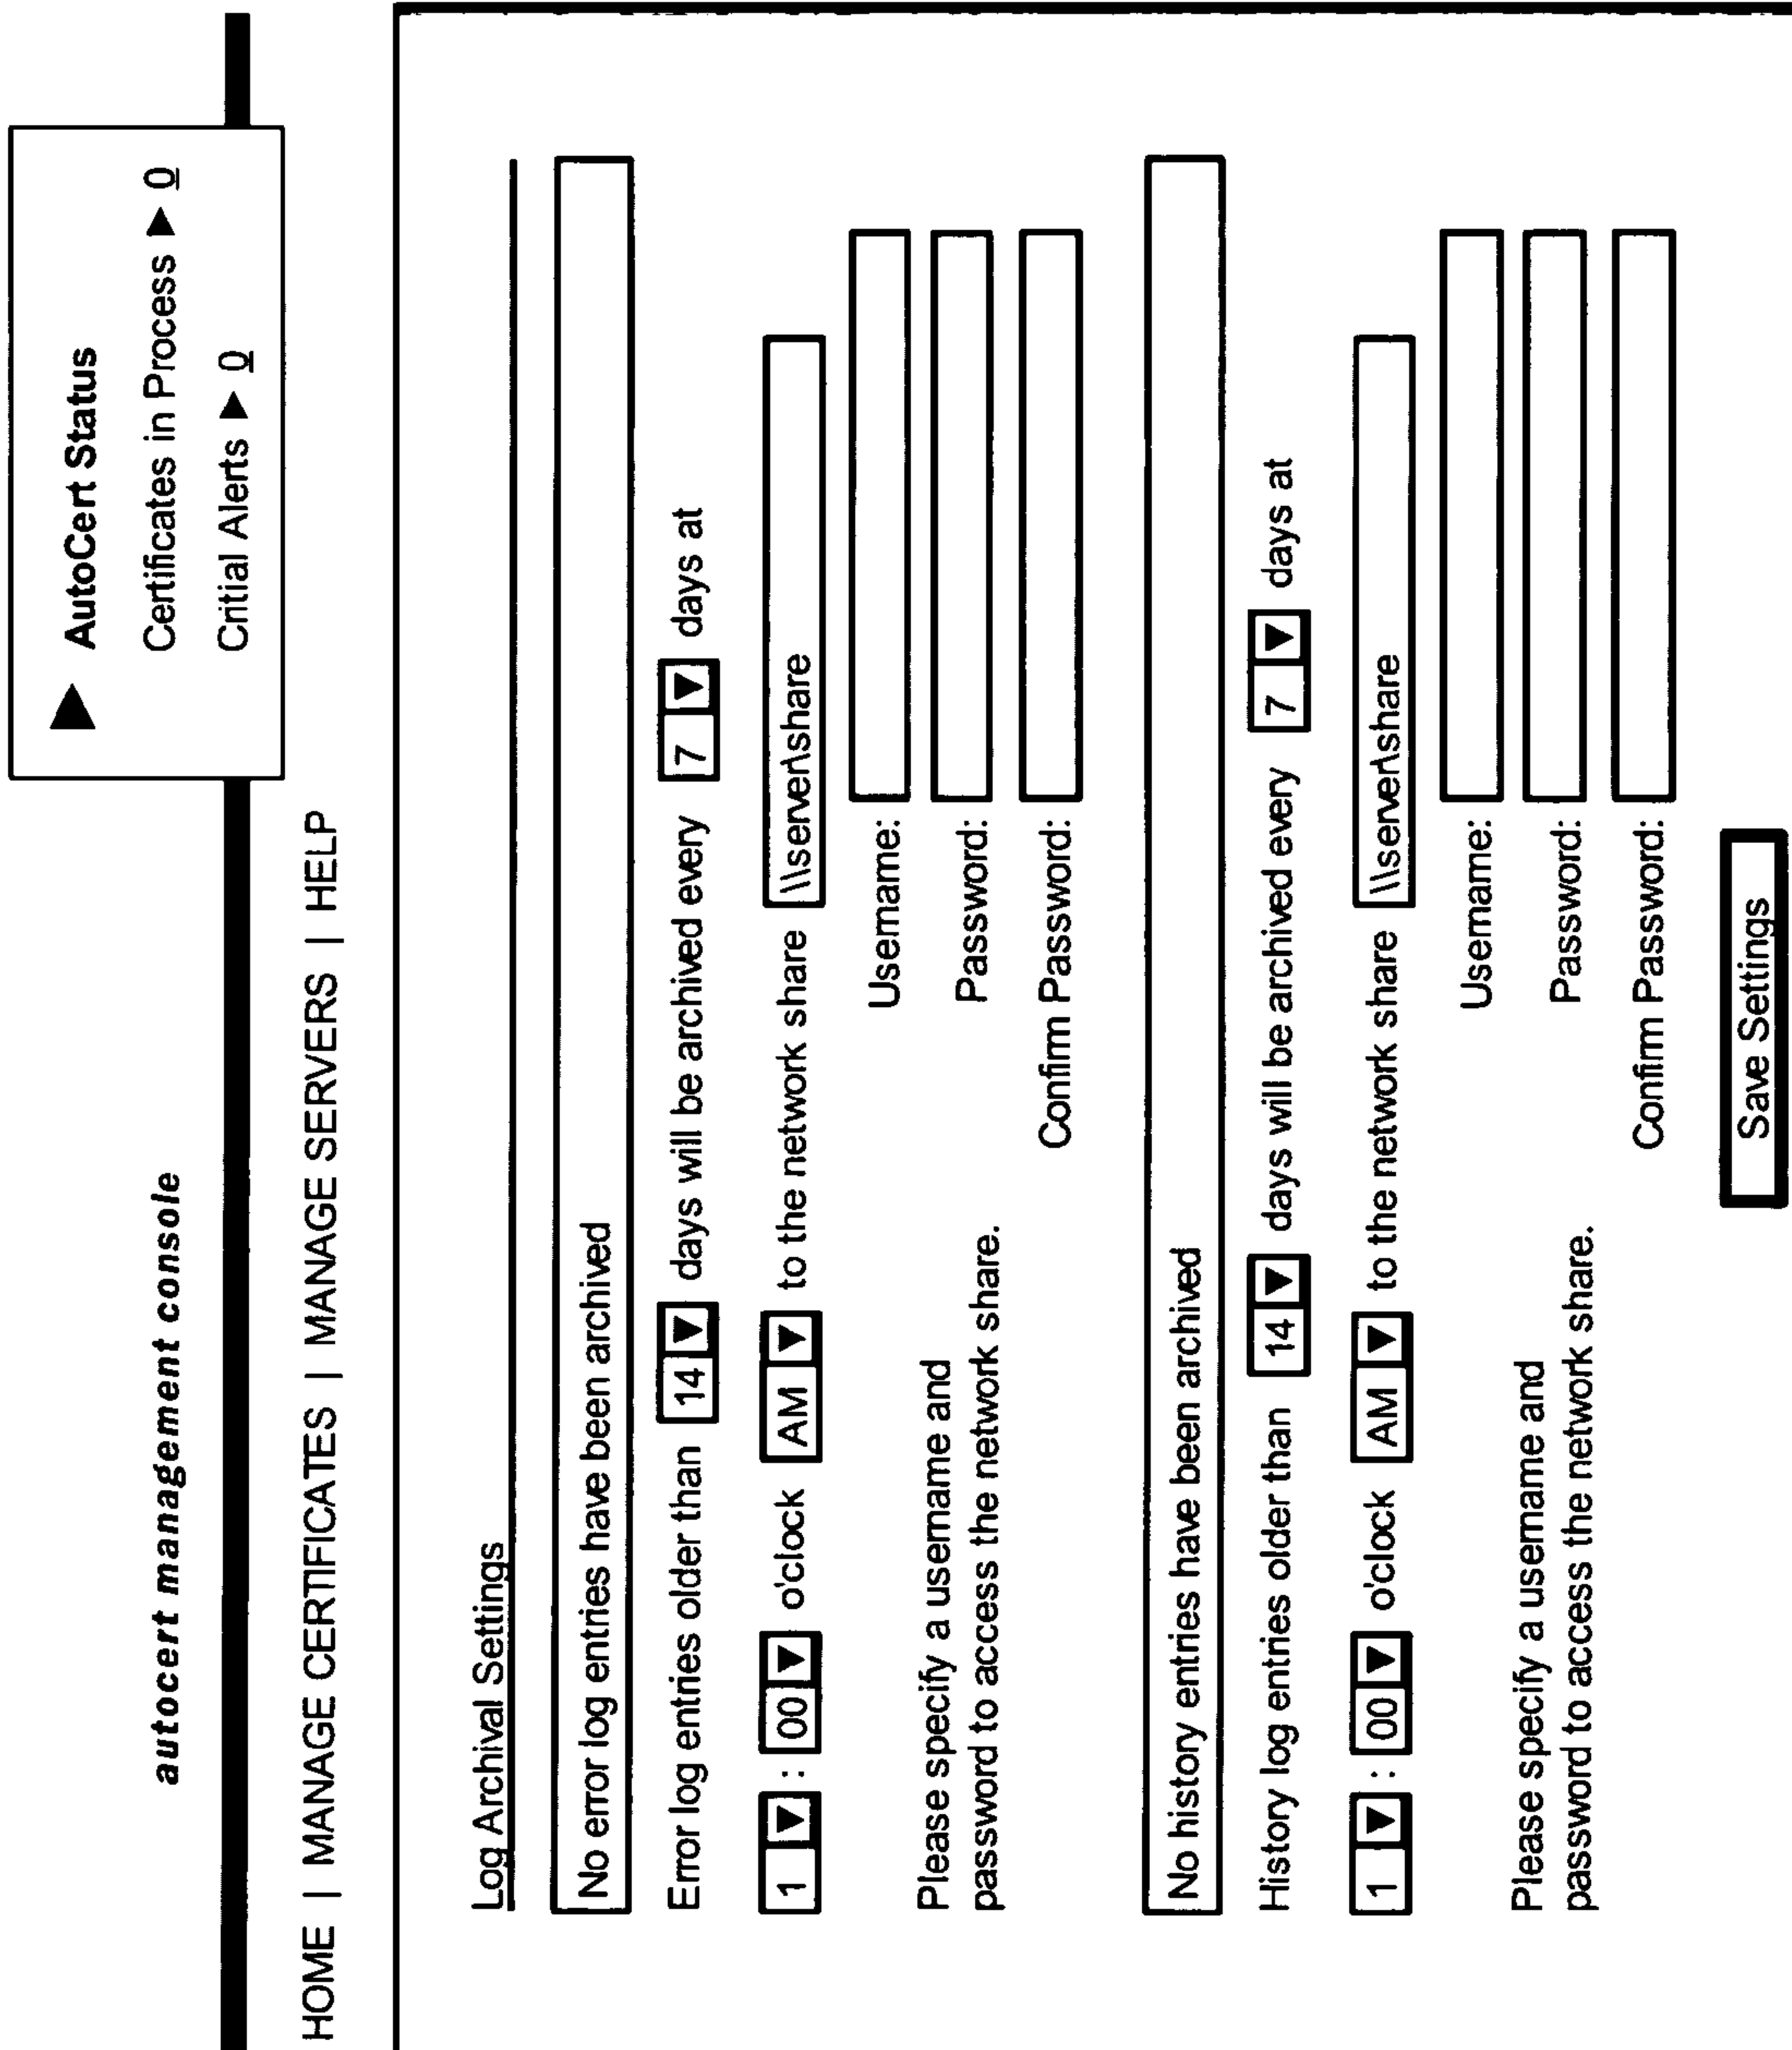 autocert management console
AutoCert Status
Certificates in Process ▶ 0
Critial Alerts ▶ 0
HOME | MANAGE CERTIFICATES | MANAGE SERVERS | HELP
Log Archival Settings
No error log entries have been archived
Error log entries older than 14 days will be archived every 7 days at
1 : 00 o'clock AM to the network share \\server\share
Please specify a username and
password to access the network share.
Username:
Password:
Confirm Password:
No history entries have been archived
History log entries older than 14 days will be archived every 7 days at
1 : 00 o'clock AM to the network share \\server\share
Please specify a username and
password to access the network share.
Username:
Password:
Confirm Password:
Save Settings